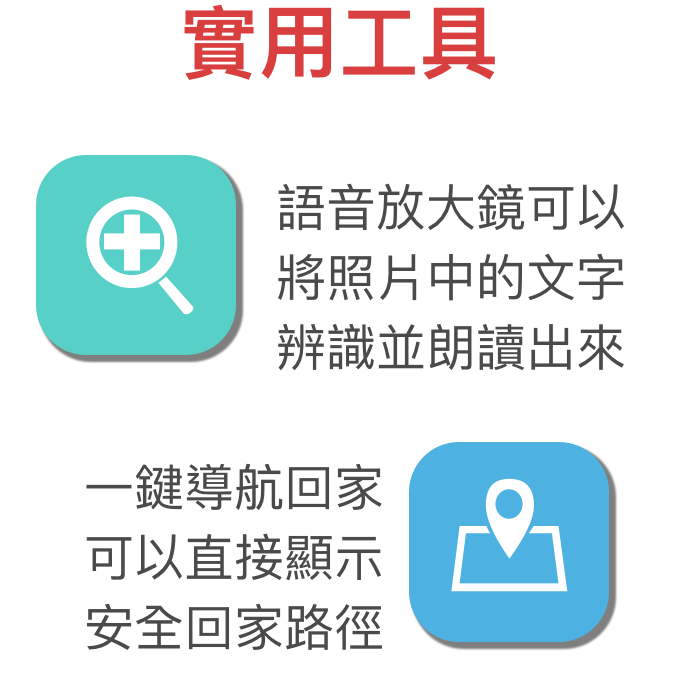 實用工具
語音放大鏡可以
將照片中的文字
辨識並朗讀出來
一鍵導航回家
可以直接顯示
安全回家路徑